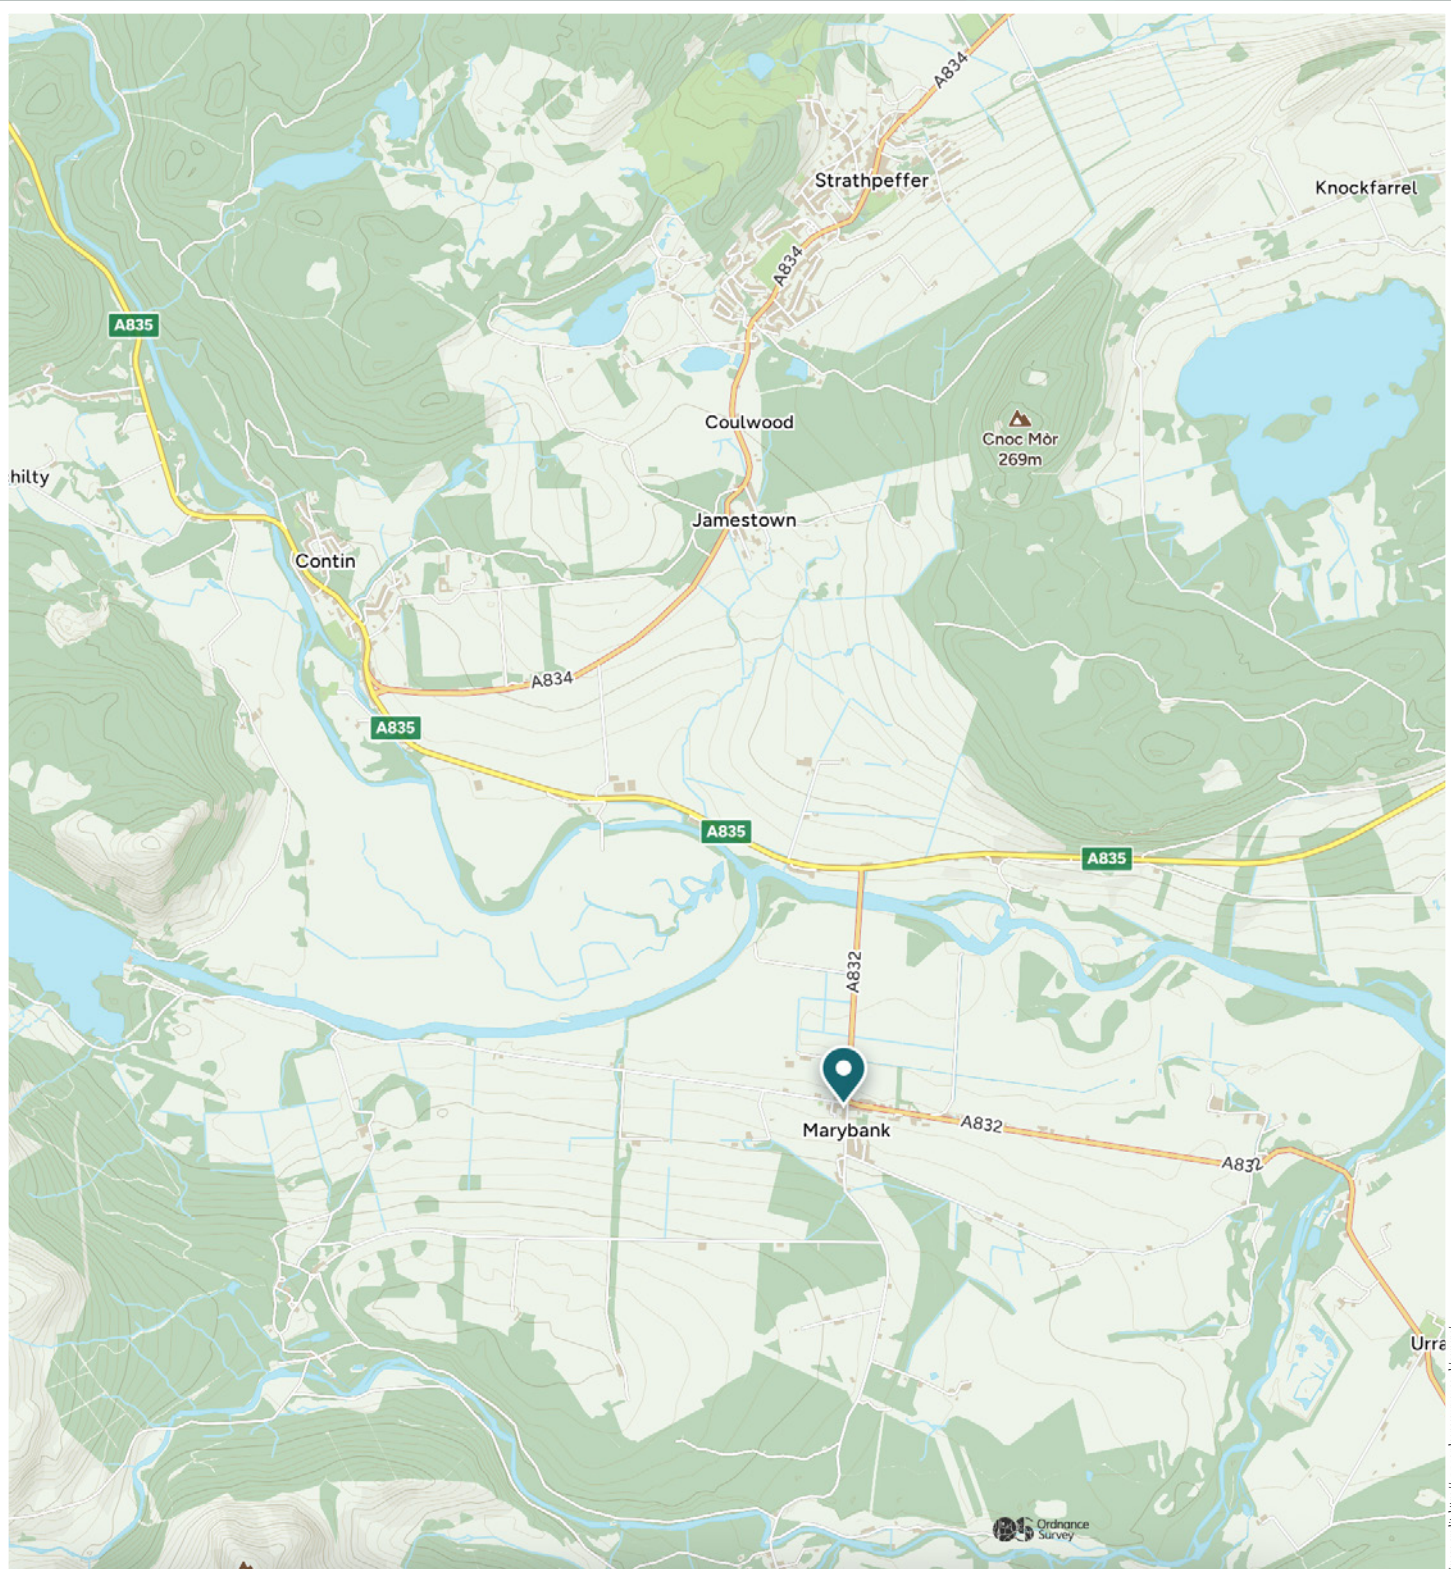 A834
Strathpeffer
Knockfarrel
A834
A835
Coulwood
Cnoc Mòr
269m
hilty
Jamestown
Contin
A834
A835
A835
A835
A832
Marybank
A832
A832
Urra
Ordnance
Survey